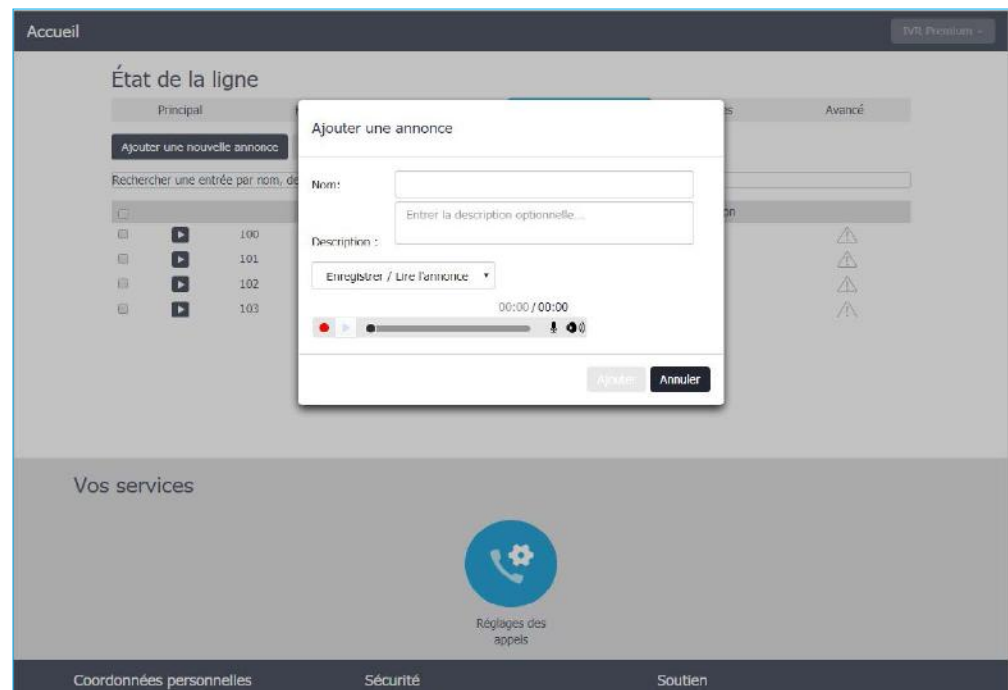 Accueil
IVR Premium
État de la ligne
Principal
Avancé
Ajouter une nouvelle annonce
Rechercher une entrée par nom, de
100
101
102
103
Ajouter une annonce
Nom:
Entrer la description optionnelle...
Description :
Enregistrer / Lire l'annonce
00:00 / 00:00
Ajouter
Annuler
Vos services
Réglages des
appels
Coordonnées personnelles
Sécurité
Soutien